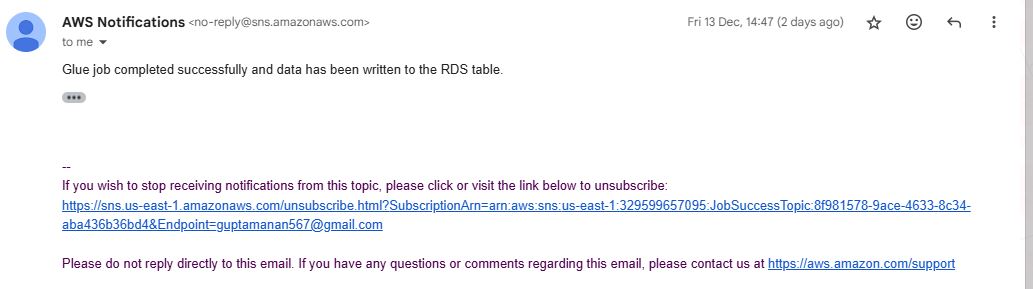 AWS Notifications <no-reply@sns.amazonaws.com> Fri 13 Dec, 14:47 (2 days ago)
to me
Glue job completed successfully and data has been written to the RDS table.
--
If you wish to stop receiving notifications from this topic, please click or visit the link below to unsubscribe:
https://sns.us-east-1.amazonaws.com/unsubscribe.html?SubscriptionArn=arn:aws:sns:us-east-1:329599657095:JobSuccessTopic:8f981578-9ace-4633-8c34-
aba436b36bd4&Endpoint=guptamanan567@gmail.com
Please do not reply directly to this email. If you have any questions or comments regarding this email, please contact us at https://aws.amazon.com/support